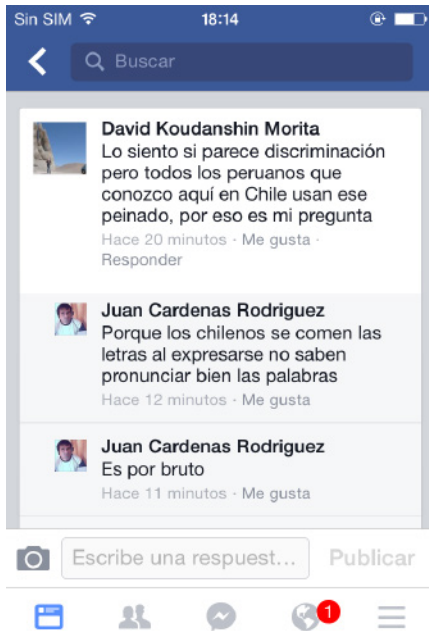 Sin SIM 18:14
Buscar
David Koudanshin Morita
Lo siento si parece discriminación
pero todos los peruanos que
conozco aquí en Chile usan ese
peinado, por eso es mi pregunta
Hace 20 minutos · Me gusta ·
Responder
Juan Cardenas Rodriguez
Porque los chilenos se comen las
letras al expresarse no saben
pronunciar bien las palabras
Hace 12 minutos · Me gusta
Juan Cardenas Rodriguez
Es por bruto
Hace 11 minutos · Me gusta
Escribe una respuest... Publicar
1